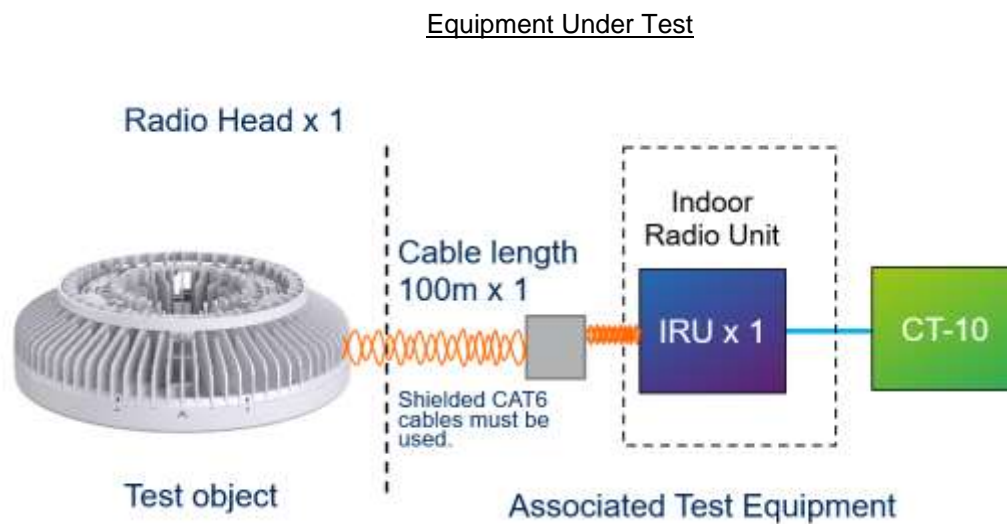 Equipment Under Test
Radio Head x 1
Indoor
Radio Unit
Cable length
100m x 1
IRU x 1
CT-10
Shielded CAT6
cables must be
used.
Test object
Associated Test Equipment